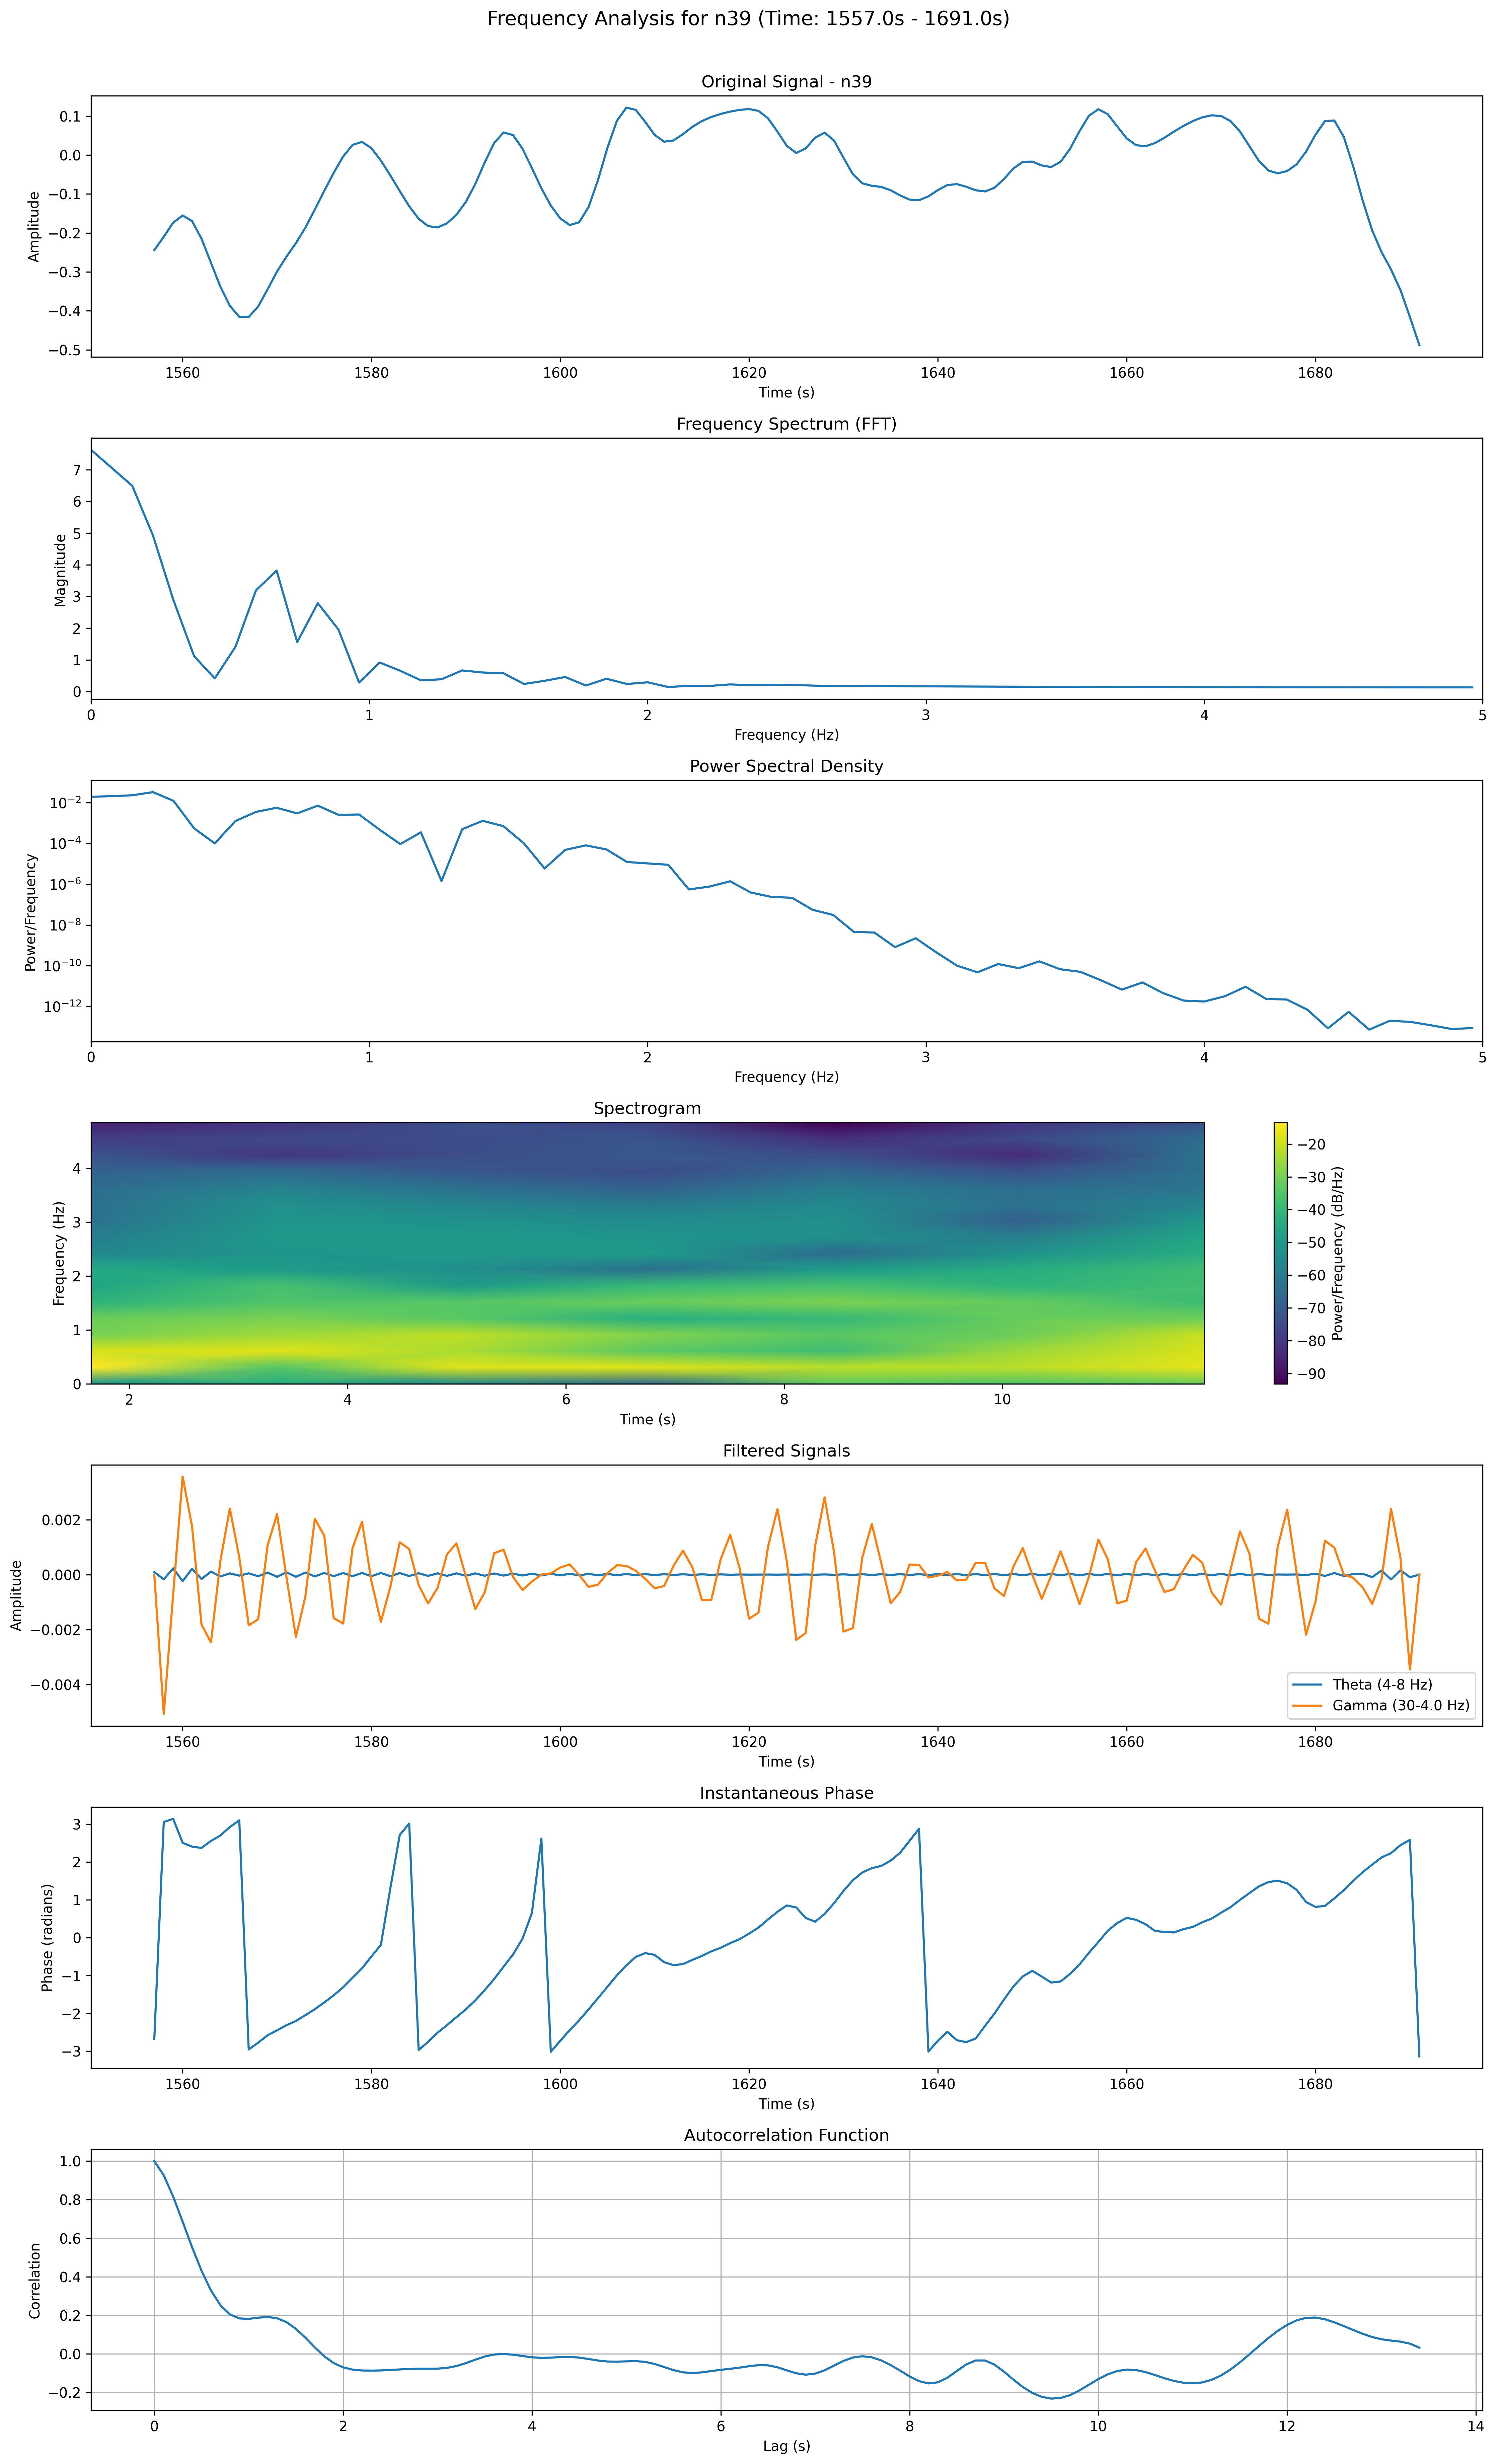 Frequency Analysis for n39 (Time: 1557.0s - 1691.0s)
Original Signal - n39
Amplitude
0.1
0.0
−0.1
−0.2
−0.3
−0.4
−0.5
1560 1580 1600 1620 1640 1660 1680
Time (s)
Frequency Spectrum (FFT)
Magnitude
7
6
5
4
3
2
1
0
0 1 2 3 4 5
Frequency (Hz)
Power Spectral Density
Power/Frequency
10⁻²
10⁻⁴
10⁻⁶
10⁻⁸
10⁻¹⁰
10⁻¹²
0 1 2 3 4 5
Frequency (Hz)
Spectrogram
Frequency (Hz)
4
3
2
1
0
2 4 6 8 10
Time (s)
−20
−30
−40
−50
−60
−70
−80
−90
Power/Frequency (dB/Hz)
Filtered Signals
Amplitude
0.002
0.000
−0.002
−0.004
Theta (4-8 Hz)
Gamma (30-4.0 Hz)
1560 1580 1600 1620 1640 1660 1680
Time (s)
Instantaneous Phase
Phase (radians)
3
2
1
0
−1
−2
−3
1560 1580 1600 1620 1640 1660 1680
Time (s)
Autocorrelation Function
Correlation
1.0
0.8
0.6
0.4
0.2
0.0
−0.2
0 2 4 6 8 10 12 14
Lag (s)